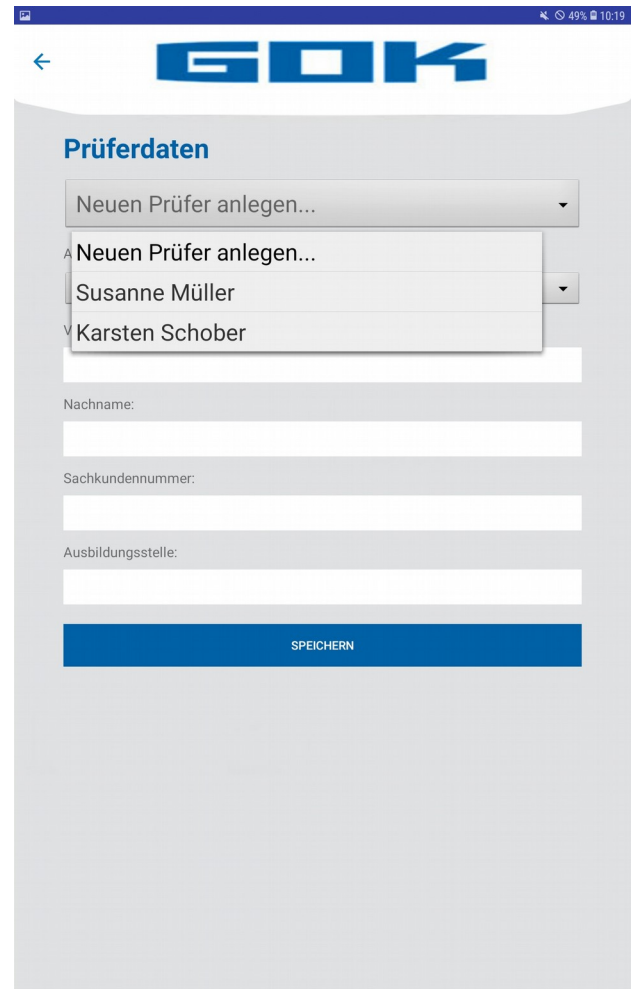 49% 10:19
GOK
Prüferdaten
Neuen Prüfer anlegen...
Neuen Prüfer anlegen...
Susanne Müller
Karsten Schober
Nachname:
Sachkundennummer:
Ausbildungsstelle:
SPEICHERN